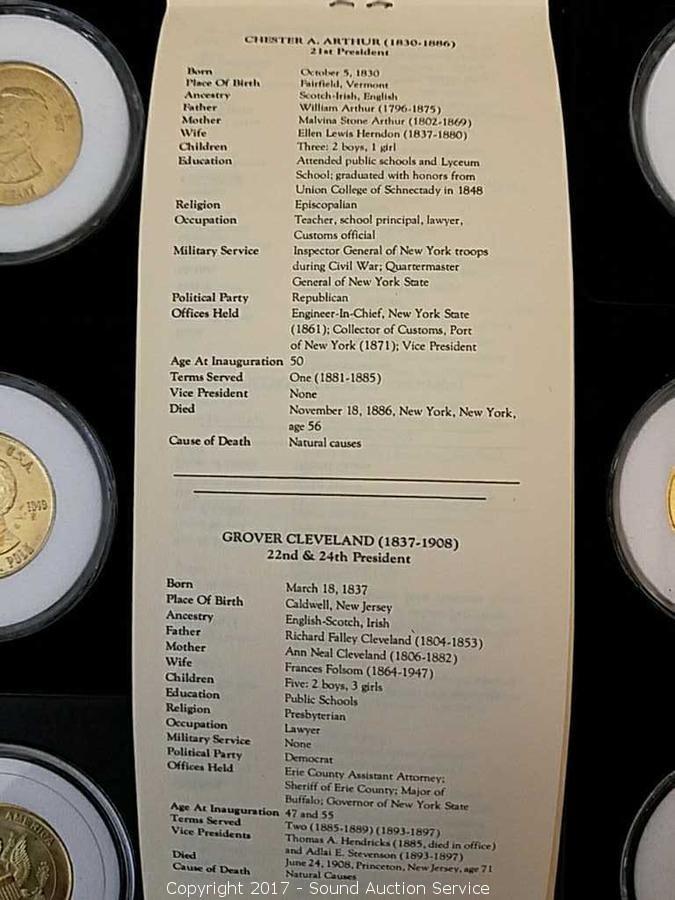 CHESTER A. ARTHUR (1830-1886)
21st President
Born October 5, 1830
Place Of Birth Fairfield, Vermont
Ancestry Scotch-Irish, English
Father William Arthur (1796-1875)
Mother Malvina Stone Arthur (1802-1869)
Wife Ellen Lewis Herndon (1837-1880)
Children Three: 2 boys, 1 girl
Education Attended public schools and Lyceum
School; graduated with honors from
Union College of Schnectady in 1848
Religion Episcopalian
Occupation Teacher, school principal, lawyer,
Customs official
Military Service Inspector General of New York troops
during Civil War; Quartermaster
General of New York State
Political Party Republican
Offices Held Engineer-In-Chief, New York State
(1861); Collector of Customs, Port
of New York (1871); Vice President
Age At Inauguration 50
Terms Served One (1881-1885)
Vice President None
Died November 18, 1886, New York, New York,
age 56
Cause of Death Natural causes
GROVER CLEVELAND (1837-1908)
22nd & 24th President
Born March 18, 1837
Place Of Birth Caldwell, New Jersey
Ancestry English-Scotch, Irish
Father Richard Falley Cleveland (1804-1853)
Mother Ann Neal Cleveland (1806-1882)
Wife Frances Folsom (1864-1947)
Children Five: 2 boys, 3 girls
Education Public Schools
Religion Presbyterian
Occupation Lawyer
Military Service None
Political Party Democrat
Offices Held Erie County Assistant Attorney;
Sheriff of Erie County; Major of
Buffalo; Governor of New York State
Age At Inauguration 47 and 55
Terms Served Two (1885-1889) (1893-1897)
Vice Presidents Thomas A. Hendricks (1885, died in office)
and Adlai E. Stevenson (1893-1897)
Died June 24, 1908, Princeton, New Jersey, age 71
Cause of Death Natural Causes
U.S.A.
POLK
AMERICA
Copyright 2017 - Sound Auction Service